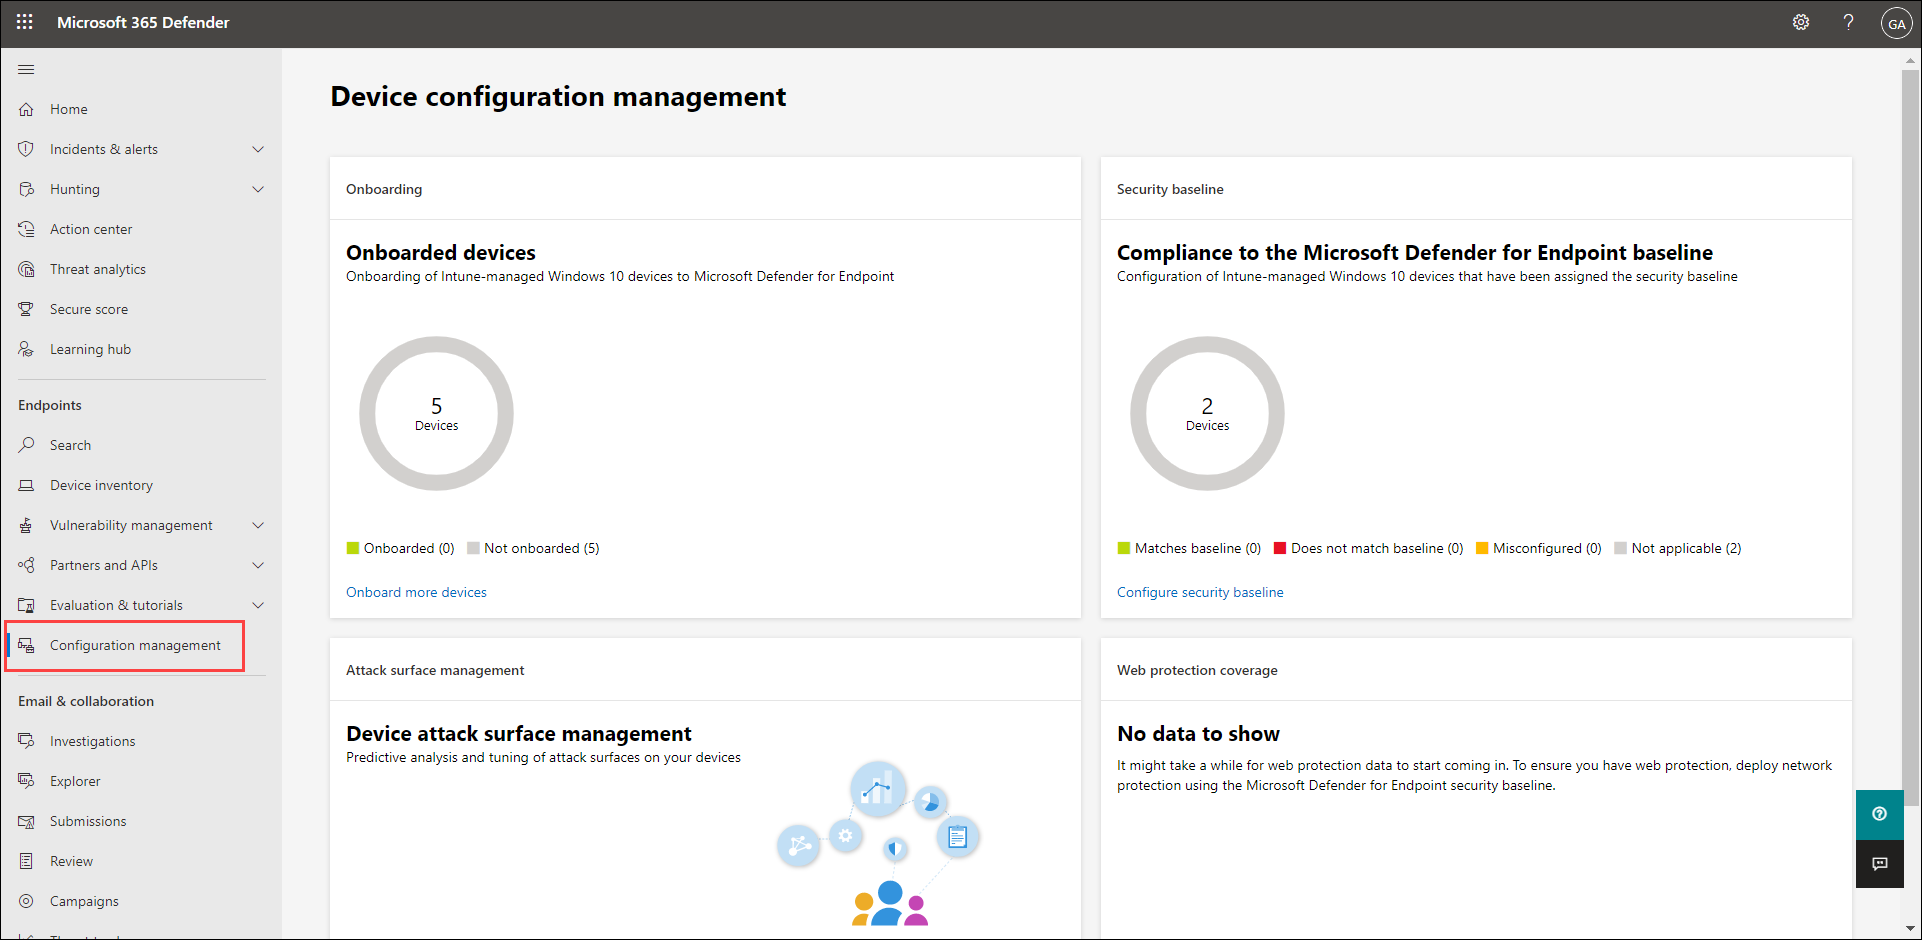 Microsoft 365 Defender
?
GA
Home
Incidents & alerts
Hunting
Action center
Threat analytics
Secure score
Learning hub
Endpoints
Search
Device inventory
Vulnerability management
Partners and APIs
Evaluation & tutorials
Configuration management
Email & collaboration
Investigations
Explorer
Submissions
Review
Campaigns
Device configuration management
Onboarding
Onboarded devices
Onboarding of Intune-managed Windows 10 devices to Microsoft Defender for Endpoint
5
Devices
Onboarded (0) Not onboarded (5)
Onboard more devices
Security baseline
Compliance to the Microsoft Defender for Endpoint baseline
Configuration of Intune-managed Windows 10 devices that have been assigned the security baseline
2
Devices
Matches baseline (0) Does not match baseline (0) Misconfigured (0) Not applicable (2)
Configure security baseline
Attack surface management
Device attack surface management
Predictive analysis and tuning of attack surfaces on your devices
Web protection coverage
No data to show
It might take a while for web protection data to start coming in. To ensure you have web protection, deploy network
protection using the Microsoft Defender for Endpoint security baseline.